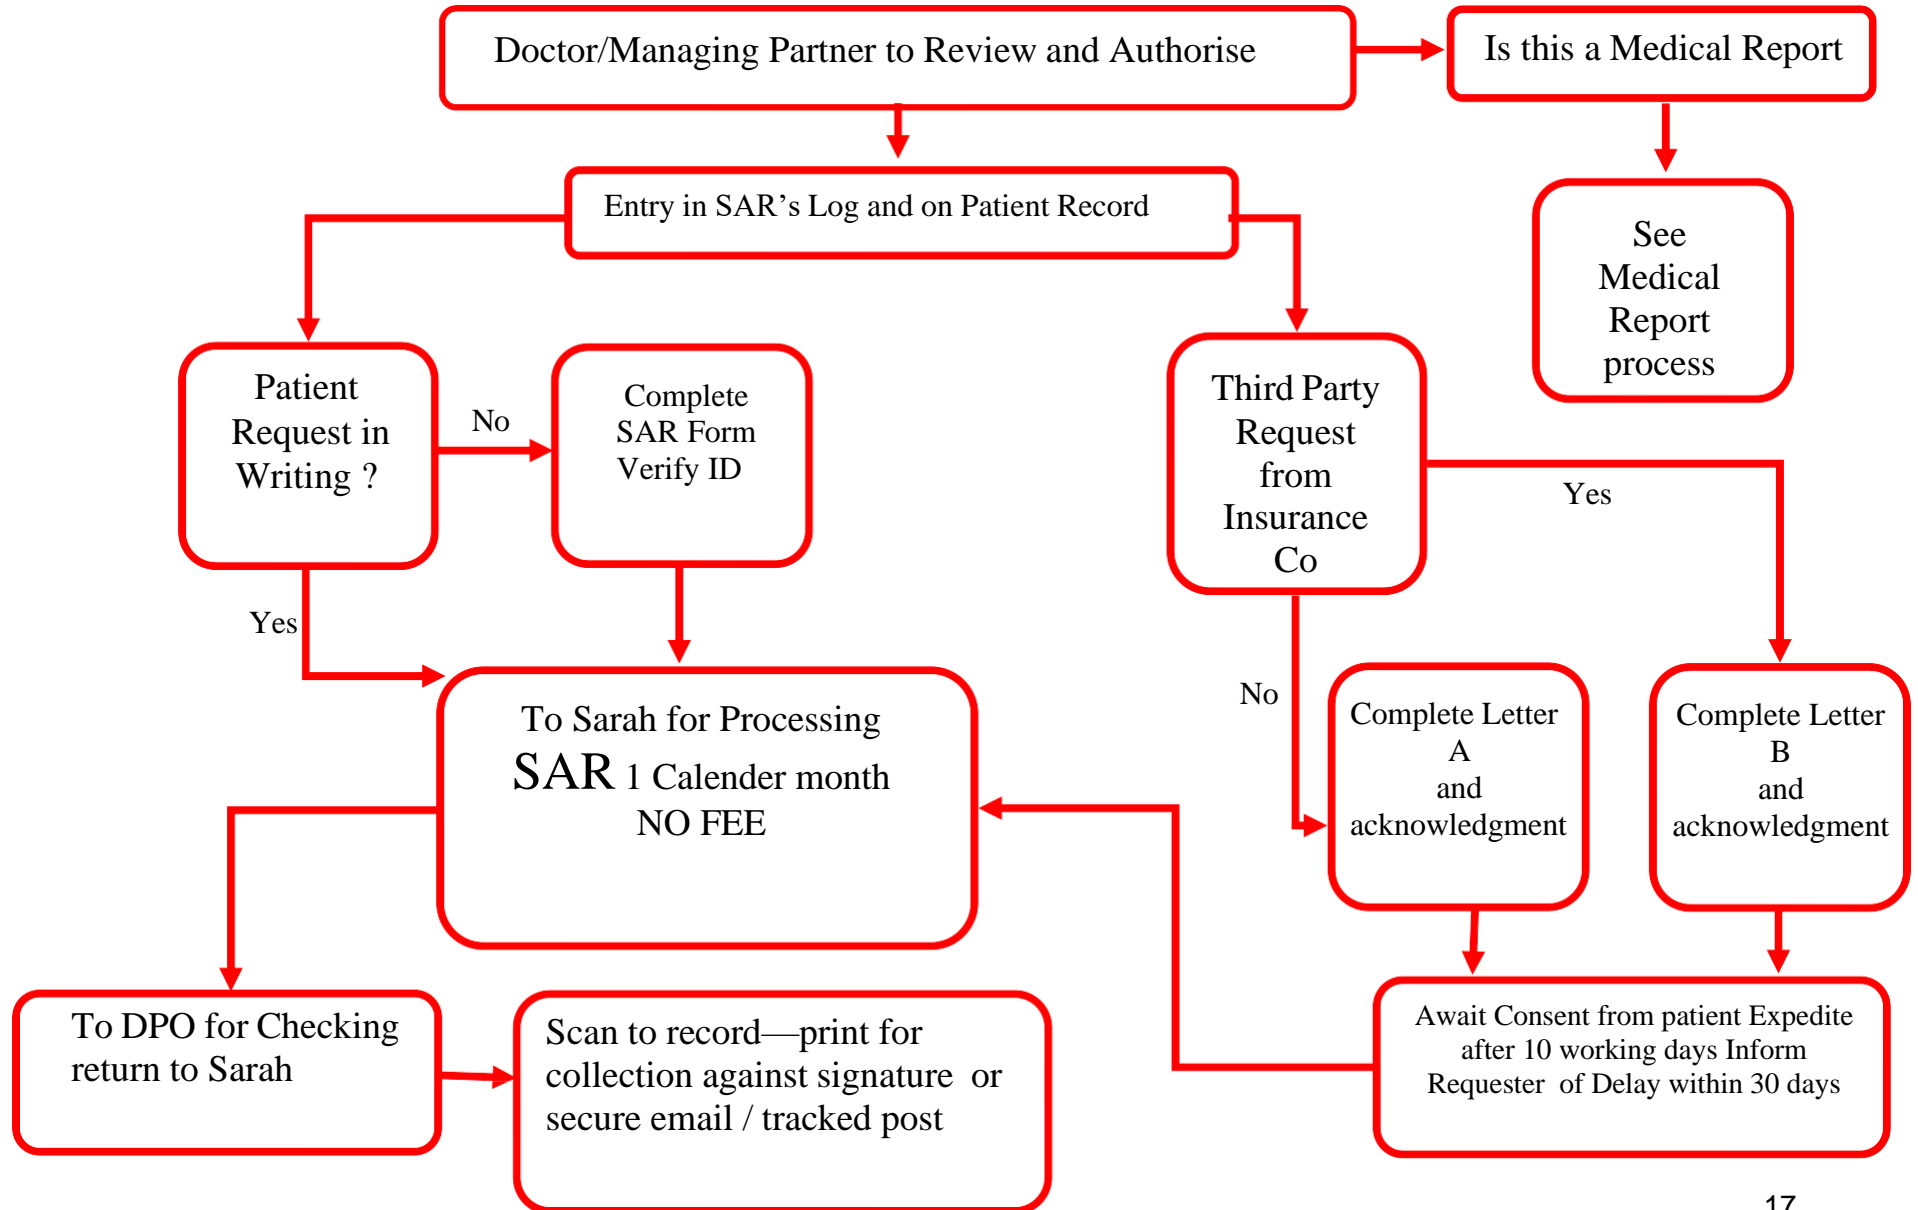 Doctor/Managing Partner to Review and Authorise
Is this a Medical Report
Entry in SAR’s Log and on Patient Record
See
Medical
Report
process
Patient
Request in
Writing ?
No
Complete
SAR Form
Verify ID
Third Party
Request
from
Insurance
Co
Yes
Yes
No
To Sarah for Processing
SAR 1 Calender month
NO FEE
Complete Letter
A
and
acknowledgment
Complete Letter
B
and
acknowledgment
To DPO for Checking
return to Sarah
Scan to record—print for
collection against signature or
secure email / tracked post
Await Consent from patient Expedite
after 10 working days Inform
Requester of Delay within 30 days
17